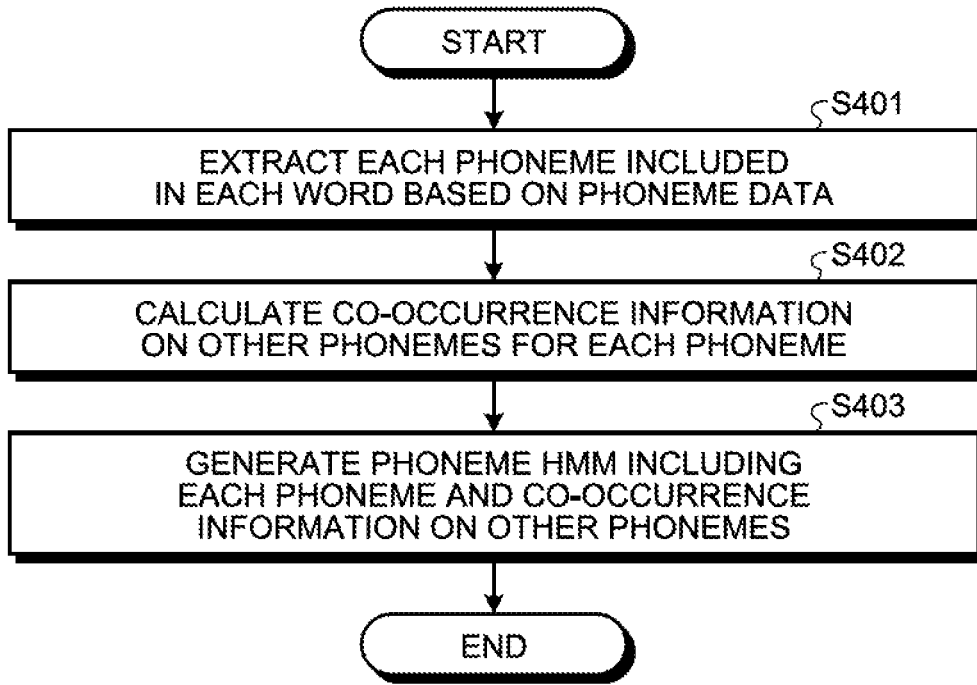 START
S401
EXTRACT EACH PHONEME INCLUDED
IN EACH WORD BASED ON PHONEME DATA
S402
CALCULATE CO-OCCURRENCE INFORMATION
ON OTHER PHONEMES FOR EACH PHONEME
S403
GENERATE PHONEME HMM INCLUDING
EACH PHONEME AND CO-OCCURRENCE
INFORMATION ON OTHER PHONEMES
END